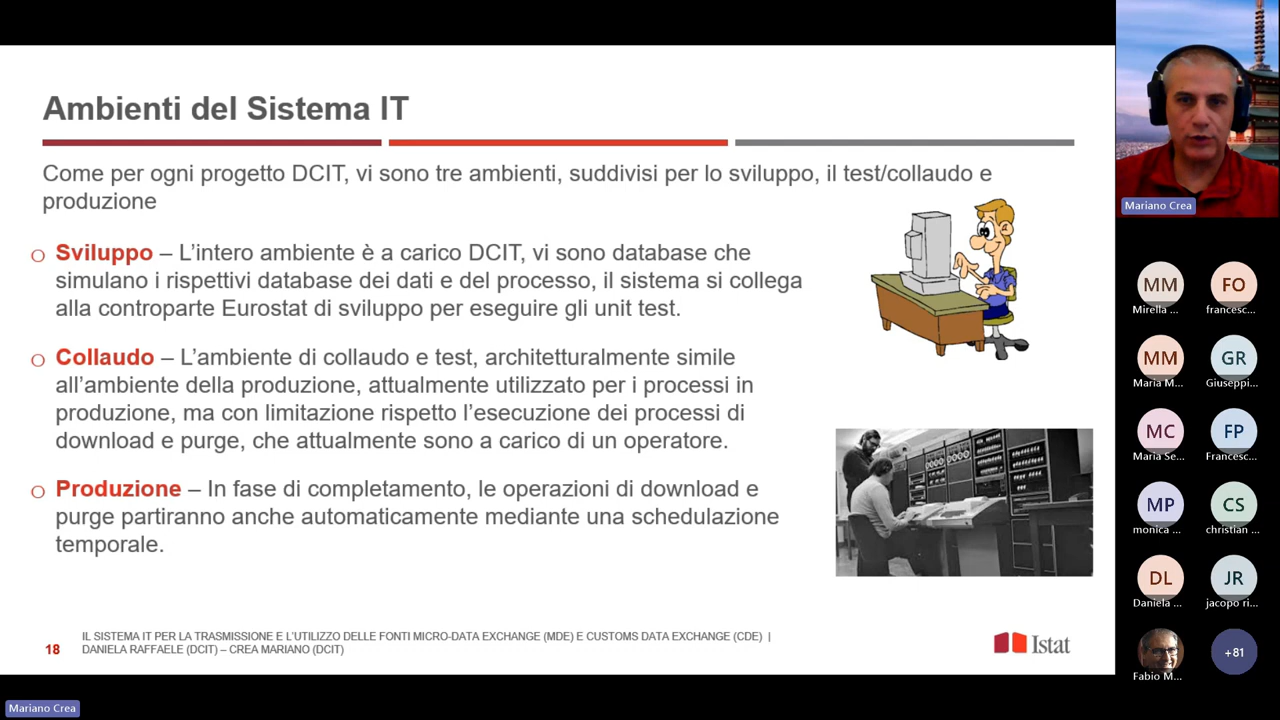 Ambienti del Sistema IT
Come per ogni progetto DCIT, vi sono tre ambienti, suddivisi per lo sviluppo, il test/collaudo e
produzione
o Sviluppo – L’intero ambiente è a carico DCIT, vi sono database che
simulano i rispettivi database dei dati e del processo, il sistema si collega
alla controparte Eurostat di sviluppo per eseguire gli unit test.
o Collaudo – L’ambiente di collaudo e test, architetturalmente simile
all’ambiente della produzione, attualmente utilizzato per i processi in
produzione, ma con limitazione rispetto l’esecuzione dei processi di
download e purge, che attualmente sono a carico di un operatore.
o Produzione – In fase di completamento, le operazioni di download e
purge partiranno anche automaticamente mediante una schedulazione
temporale.
18
IL SISTEMA IT PER LA TRASMISSIONE E L’UTILIZZO DELLE FONTI MICRO-DATA EXCHANGE (MDE) E CUSTOMS DATA EXCHANGE (CDE) |
DANIELA RAFFAELE (DCIT) – CREA MARIANO (DCIT)
Istat
Mariano Crea
MM FO
Mirella ... francesc...
MM GR
Maria M... Giuseppi...
MC FP
Maria Se... Francesc...
MP CS
monica ... christian ...
DL JR
Daniela ... jacopo ri...
+81
Fabio M...
Mariano Crea